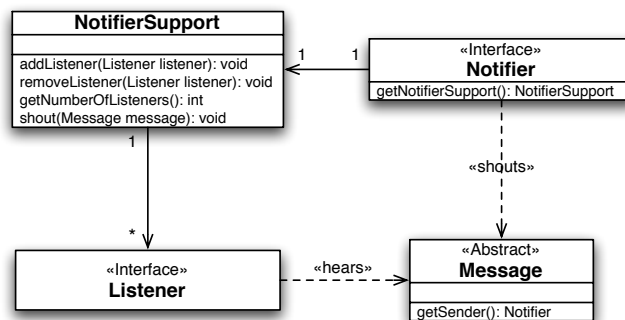 NotifierSupport
addListener(Listener listener): void
removeListener(Listener listener): void
getNumberOfListeners(): int
shout(Message message): void
1
1
«Interface»
Notifier
getNotifierSupport(): NotifierSupport
1
«shouts»
*
«Interface»
Listener
«hears»
«Abstract»
Message
getSender(): Notifier